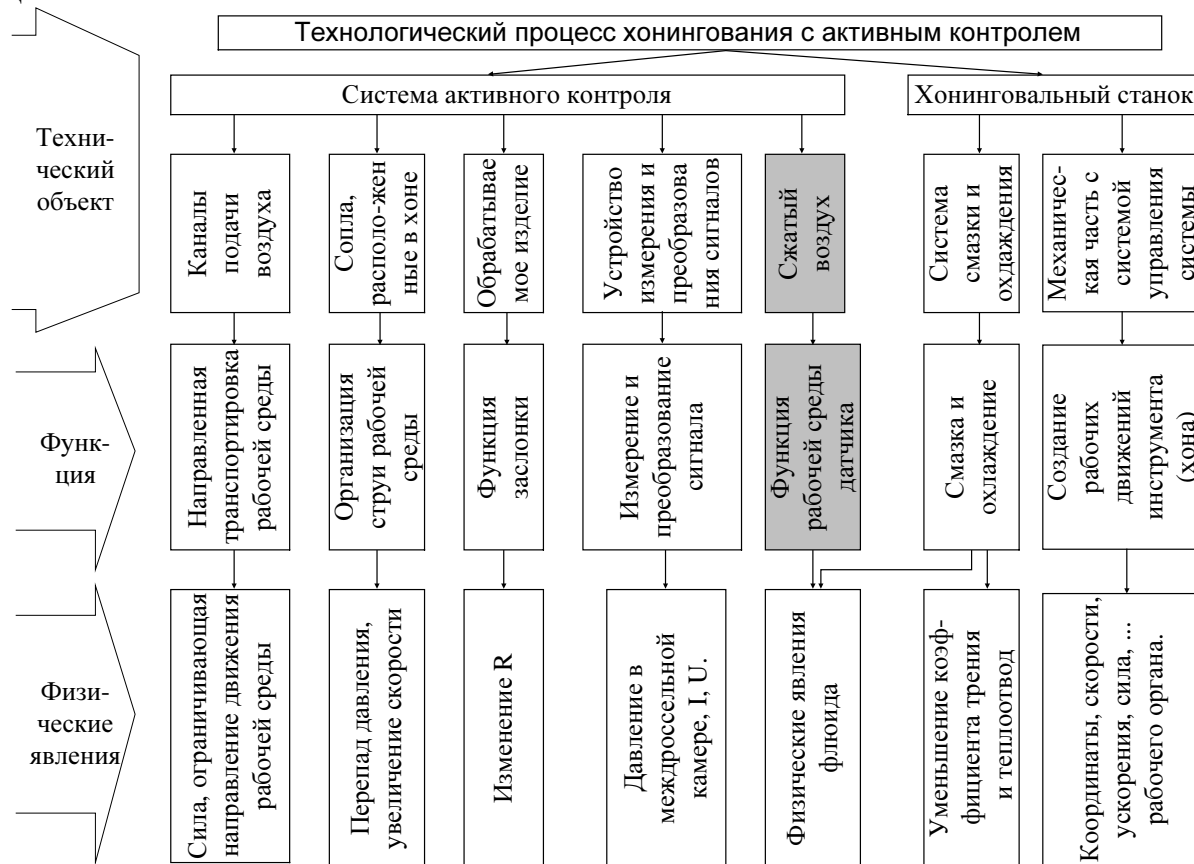 Технологический процесс хонингования с активным контролем
Система активного контроля
Хонинговальный станок
Техни-
ческий
объект
Каналы
подачи
воздуха
Сопла,
располо-жен
ные в хоне
Обрабатывае
мое изделие
Устройство
измерения и
преобразова
ния сигналов
Сжатый
воздух
Система
смазки и
охдаждения
Механичес-
кая часть с
системой
управления
системы
Функ-
ция
Направленная
транспортировка
рабочей среды
Организация
струи рабочей
среды
Функция
заслонки
Измерение и
преобразование
сигнала
Функция
рабочей среды
датчика
Смазка и
охлаждение
Создание
рабочих
движений
инструмента
(хона)
Физи-
ческие
явления
Сила, ограничивающая
направление движения
рабочей среды
Перепад давления,
увеличение скорости
Изменение R
Давление в
междроссельной
камере, I, U.
Физические явления
флюида
Уменьшение коэф-
фициента трения
и теплоотвод
Координаты, скорости,
ускорения, сила, ...
рабочего органа.